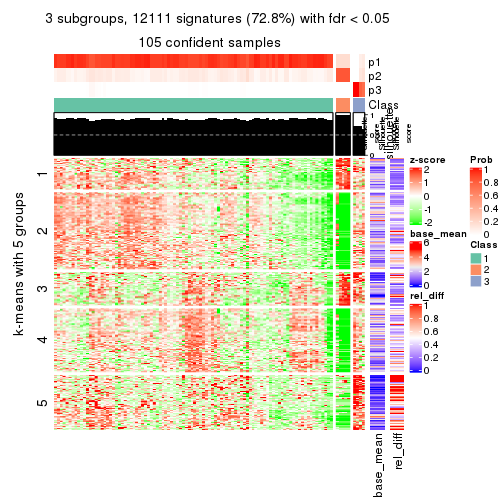 3 subgroups, 12111 signatures (72.8%) with fdr < 0.05
105 confident samples
p1
p2
p3
Class
1
0.5
0
silhouette
score
k-means with 5 groups
1
2
3
4
5
base_mean
rel_diff
z-score
2
1
0
-1
-2
base_mean
6
4
2
0
rel_diff
1
0.8
0.6
0.4
0.2
0
Prob
1
0.8
0.6
0.4
0.2
0
Class
1
2
3